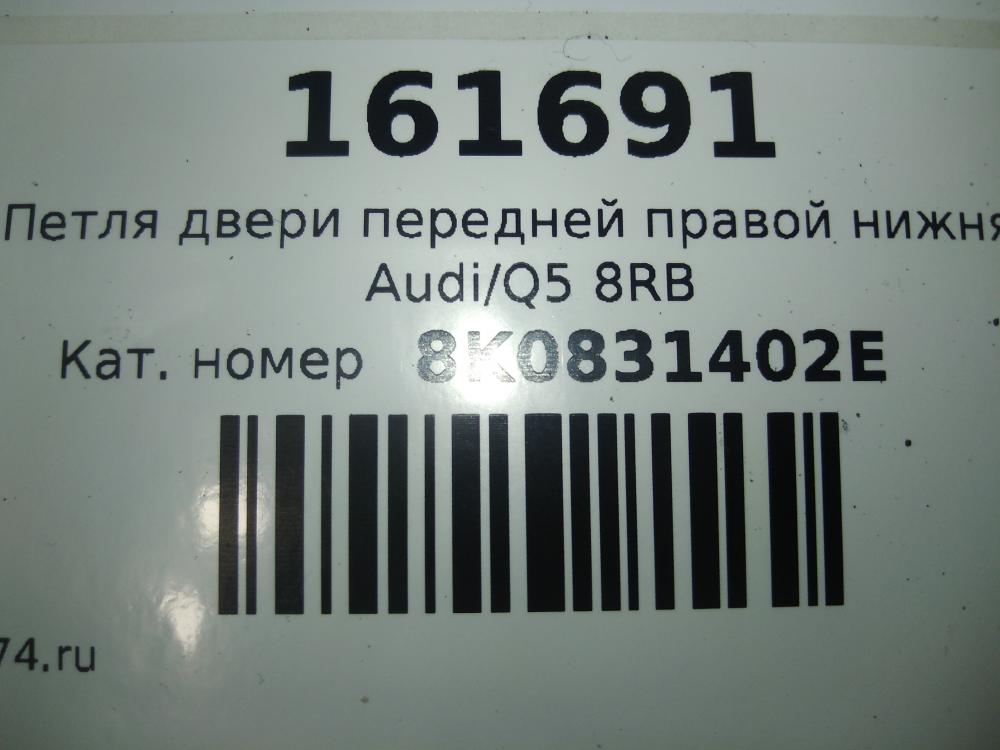 161691
Петля двери передней правой нижня
Audi/Q5 8RB
Кат. номер 8K0831402E
74.ru